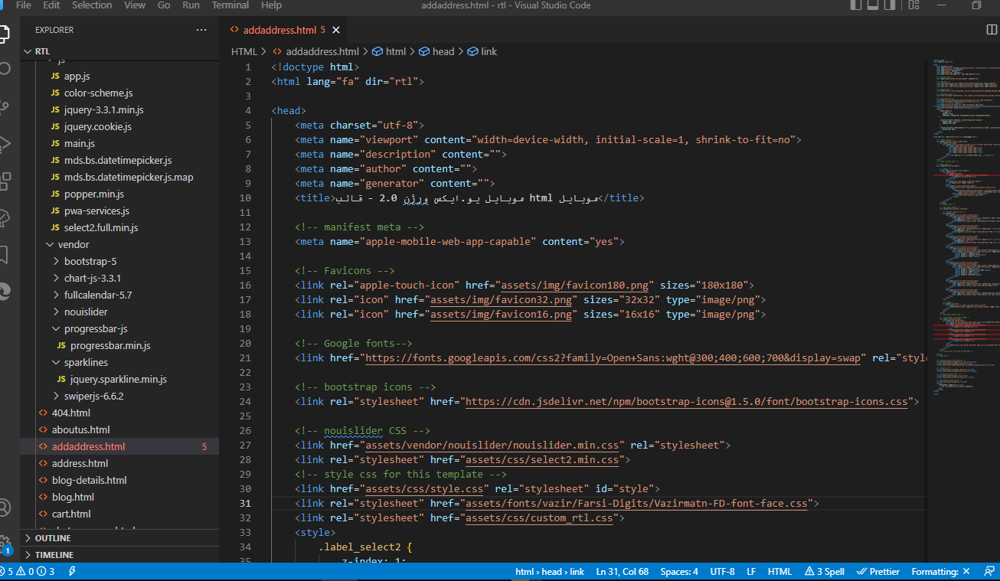 File Edit Selection View Go Run Terminal Help
addaddress.html - rtl - Visual Studio Code
EXPLORER
RTL
js
JS app.js
JS color-scheme.js
JS jquery-3.3.1.min.js
JS jquery.cookie.js
JS main.js
JS mds.bs.datetimepicker.js
JS mds.bs.datetimepicker.js.map
JS popper.min.js
JS pwa-services.js
JS select2.full.min.js
vendor
bootstrap-5
chart-js-3.3.1
fullcalendar-5.7
nouislider
progressbar-js
JS progressbar.min.js
sparklines
JS jquery.sparkline.min.js
swiperjs-6.6.2
404.html
aboutus.html
addaddress.html 5
address.html
blog-details.html
blog.html
cart.html
OUTLINE
TIMELINE
addaddress.html 5
HTML > addaddress.html > html > head > link
1 <!doctype html>
2 <html lang="fa" dir="rtl">
3
4 <head>
5 <meta charset="utf-8">
6 <meta name="viewport" content="width=device-width, initial-scale=1, shrink-to-fit=no">
7 <meta name="description" content="">
8 <meta name="author" content="">
9 <meta name="generator" content="">
10 <title>موبایل html موبایل یو.ایکس ورژن 2.0 - قالب</title>
11
12 <!-- manifest meta -->
13 <meta name="apple-mobile-web-app-capable" content="yes">
14
15 <!-- Favicons -->
16 <link rel="apple-touch-icon" href="assets/img/favicon180.png" sizes="180x180">
17 <link rel="icon" href="assets/img/favicon32.png" sizes="32x32" type="image/png">
18 <link rel="icon" href="assets/img/favicon16.png" sizes="16x16" type="image/png">
19
20 <!-- Google fonts-->
21 <link href="https://fonts.googleapis.com/css2?family=Open+Sans:wght@300;400;600;700&display=swap" rel="style
22
23 <!-- bootstrap icons -->
24 <link rel="stylesheet" href="https://cdn.jsdelivr.net/npm/bootstrap-icons@1.5.0/font/bootstrap-icons.css">
25
26 <!-- nouislider CSS -->
27 <link href="assets/vendor/nouislider/nouislider.min.css" rel="stylesheet">
28 <link rel="stylesheet" href="assets/css/select2.min.css">
29 <!-- style css for this template -->
30 <link href="assets/css/style.css" rel="stylesheet" id="style">
31 <link rel="stylesheet" href="assets/fonts/vazir/Farsi-Digits/Vazirmatn-FD-font-face.css">
32 <link rel="stylesheet" href="assets/css/custom_rtl.css">
33 <style>
34 .label_select2 {
35 z-index: 1;
1
5 0 3
html › head › link Ln 31, Col 68 Spaces: 4 UTF-8 LF HTML 3 Spell Prettier Formatting: ✕